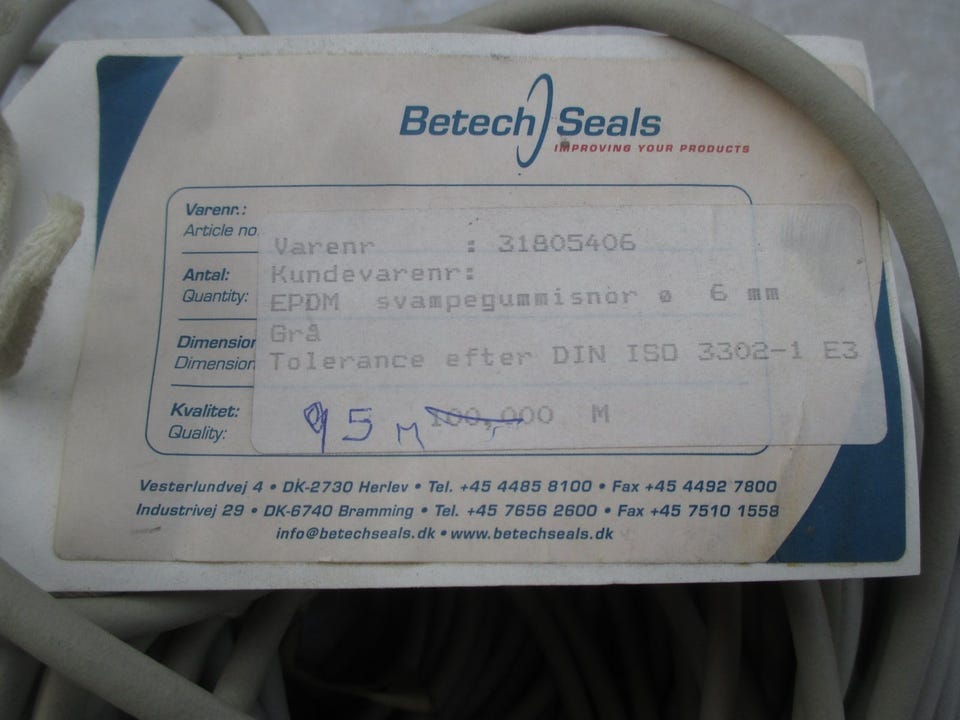 Betech Seals
IMPROVING YOUR PRODUCTS
Varenr.:
Article no
Varenr : 31805406
Kundevarenr:
Antal:
Quantity:
EPDM svampegummisnor ø 6 mm
Grå
Dimension
Dimension
Tolerance efter DIN ISO 3302-1 E3
Kvalitet:
Quality:
95 M 100,000 M
Vesterlundvej 4 • DK-2730 Herlev • Tel. +45 4485 8100 • Fax +45 4492 7800
Industrivej 29 • DK-6740 Bramming • Tel. +45 7656 2600 • Fax +45 7510 1558
info@betechseals.dk • www.betechseals.dk